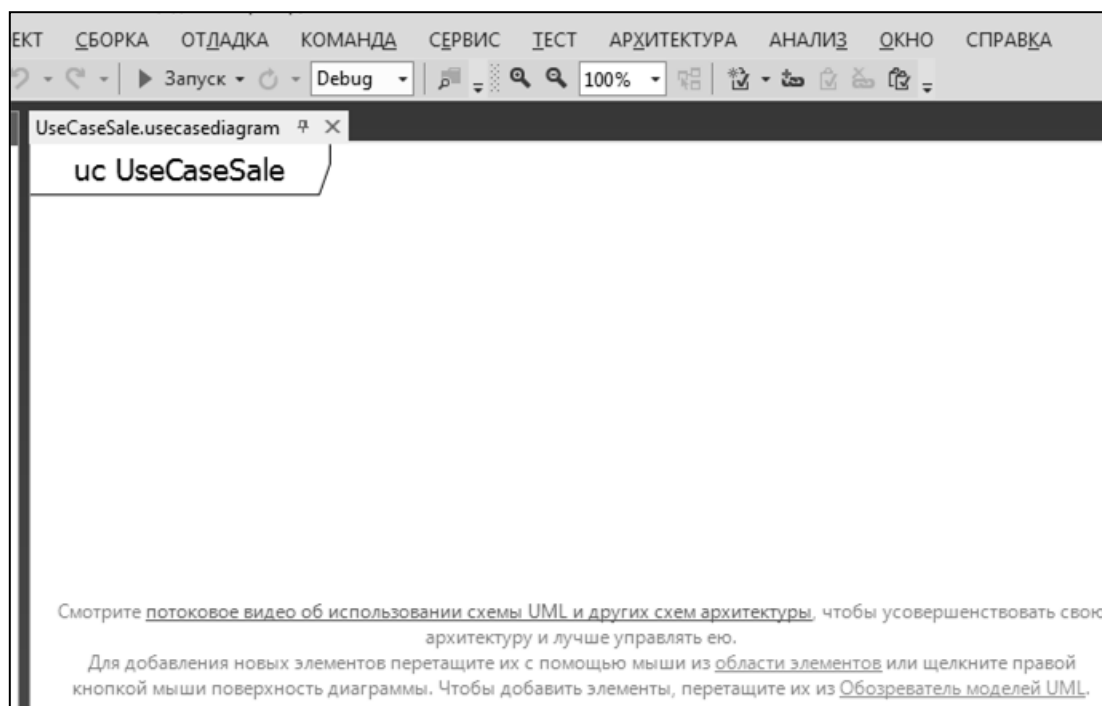 ЕКТ СБОРКА ОТЛАДКА КОМАНДА СЕРВИС ТЕСТ АРХИТЕКТУРА АНАЛИЗ ОКНО СПРАВКА
Запуск Debug 100%
UseCaseSale.usecasediagram
uc UseCaseSale
Смотрите потоковое видео об использовании схемы UML и других схем архитектуры, чтобы усовершенствовать свою
архитектуру и лучше управлять ею.
Для добавления новых элементов перетащите их с помощью мыши из области элементов или щелкните правой
кнопкой мыши поверхность диаграммы. Чтобы добавить элементы, перетащите их из Обозреватель моделей UML.